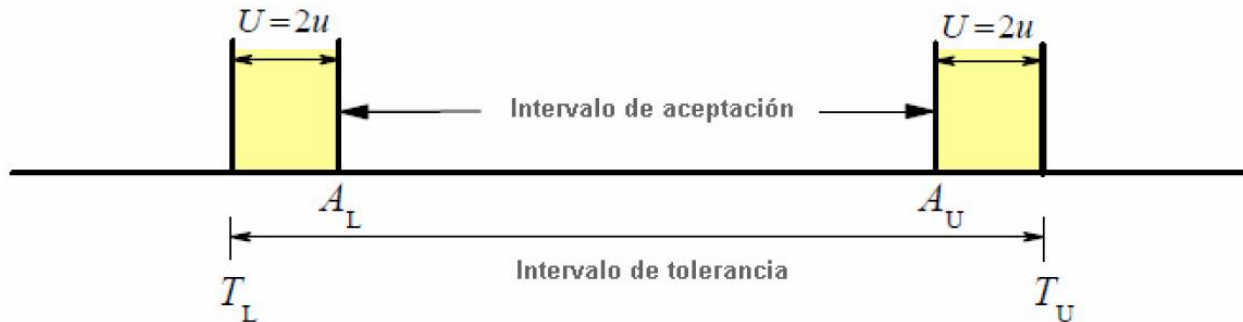 U = 2u
U = 2u
Intervalo de aceptación
A_L
A_U
Intervalo de tolerancia
T_L
T_U